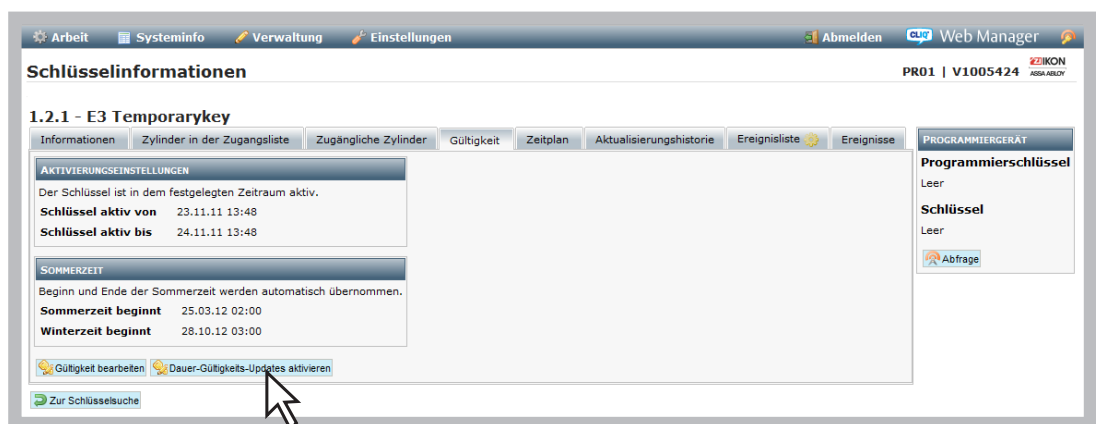 Arbeit Systeminfo Verwaltung Einstellungen Abmelden CLIQ Web Manager
Schlüsselinformationen PR01 | V1005424 IKON
ASSA ABLOY
1.2.1 - E3 Temporarykey
Informationen Zylinder in der Zugangsliste Zugängliche Zylinder Gültigkeit Zeitplan Aktualisierungshistorie Ereignisliste Ereignisse
AKTIVIERUNGSEINSTELLUNGEN
Der Schlüssel ist in dem festgelegten Zeitraum aktiv.
Schlüssel aktiv von 23.11.11 13:48
Schlüssel aktiv bis 24.11.11 13:48
SOMMERZEIT
Beginn und Ende der Sommerzeit werden automatisch übernommen.
Sommerzeit beginnt 25.03.12 02:00
Winterzeit beginnt 28.10.12 03:00
Gültigkeit bearbeiten Dauer-Gültigkeits-Updates aktivieren
Zur Schlüsselsuche
PROGRAMMIERGERÄT
Programmierschlüssel
Leer
Schlüssel
Leer
Abfrage